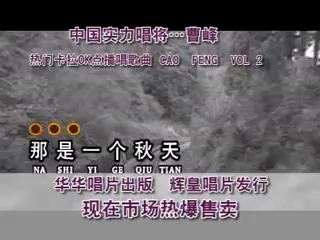 中国实力唱将…曹峰
热门卡拉OK点播唱歌曲 CAO FENG VOL 2
那是一个秋天
NA SHI YI GE QIU TIAN
华华唱片出版 辉皇唱片发行
现在市场热爆售卖